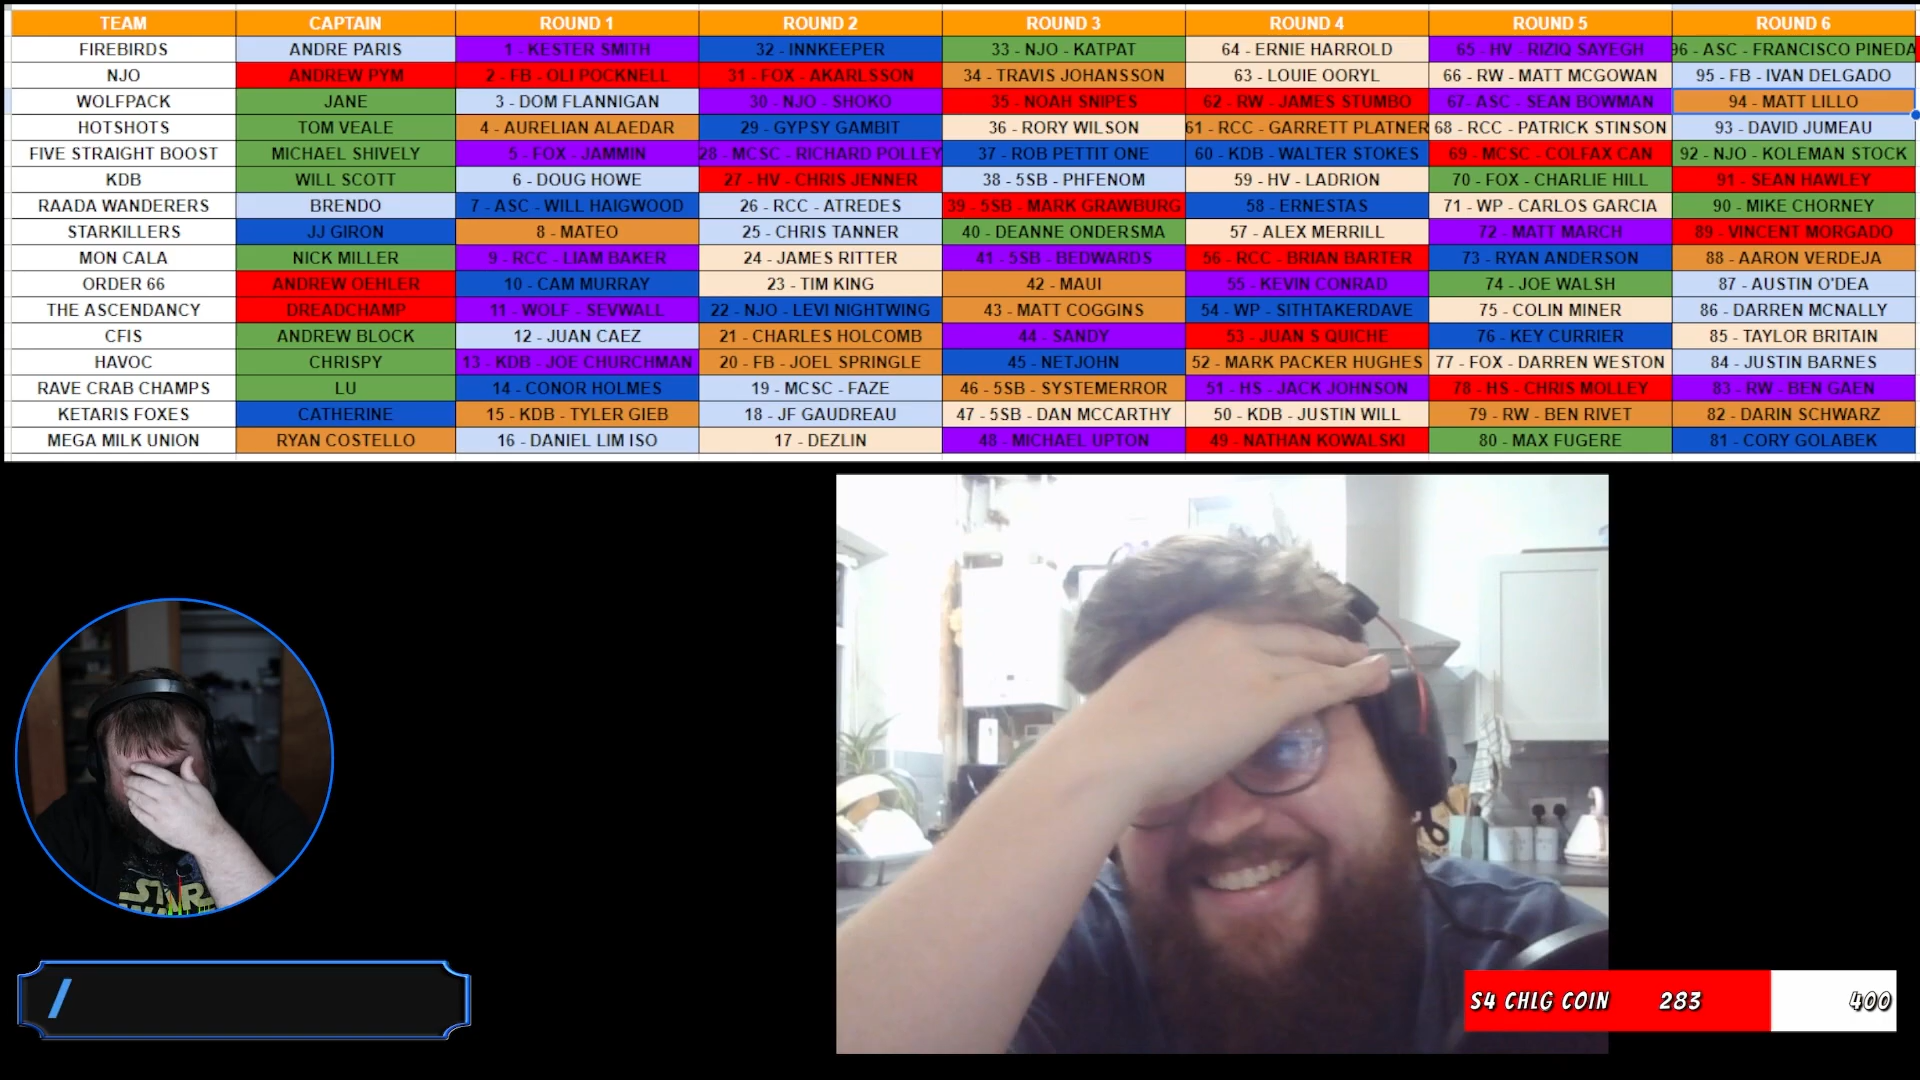 TEAM CAPTAIN ROUND 1 ROUND 2 ROUND 3 ROUND 4 ROUND 5 ROUND 6
FIREBIRDS ANDRE PARIS 1 - KESTER SMITH 32 - INNKEEPER 33 - NJO - KATPAT 64 - ERNIE HARROLD 65 - HV - RIZIQ SAYEGH 96 - ASC - FRANCISCO PINEDA
NJO ANDREW PYM 2 - FB - OLI POCKNELL 31 - FOX - AKARLSSON 34 - TRAVIS JOHANSSON 63 - LOUIE OORYL 66 - RW - MATT MCGOWAN 95 - FB - IVAN DELGADO
WOLFPACK JANE 3 - DOM FLANNIGAN 30 - NJO - SHOKO 35 - NOAH SNIPES 62 - RW - JAMES STUMBO 67- ASC - SEAN BOWMAN 94 - MATT LILLO
HOTSHOTS TOM VEALE 4 - AURELIAN ALAEDAR 29 - GYPSY GAMBIT 36 - RORY WILSON 61 - RCC - GARRETT PLATNER 68 - RCC - PATRICK STINSON 93 - DAVID JUMEAU
FIVE STRAIGHT BOOST MICHAEL SHIVELY 5 - FOX - JAMMIN 28 - MCSC - RICHARD POLLEY 37 - ROB PETTIT ONE 60 - KDB - WALTER STOKES 69 - MCSC - COLFAX CAN 92 - NJO - KOLEMAN STOCK
KDB WILL SCOTT 6 - DOUG HOWE 27 - HV - CHRIS JENNER 38 - 5SB - PHFENOM 59 - HV - LADRION 70 - FOX - CHARLIE HILL 91 - SEAN HAWLEY
RAADA WANDERERS BRENDO 7 - ASC - WILL HAIGWOOD 26 - RCC - ATREDES 39 - 5SB - MARK GRAWBURG 58 - ERNESTAS 71 - WP - CARLOS GARCIA 90 - MIKE CHORNEY
STARKILLERS JJ GIRON 8 - MATEO 25 - CHRIS TANNER 40 - DEANNE ONDERSMA 57 - ALEX MERRILL 72 - MATT MARCH 89 - VINCENT MORGADO
MON CALA NICK MILLER 9 - RCC - LIAM BAKER 24 - JAMES RITTER 41 - 5SB - BEDWARDS 56 - RCC - BRIAN BARTER 73 - RYAN ANDERSON 88 - AARON VERDEJA
ORDER 66 ANDREW OEHLER 10 - CAM MURRAY 23 - TIM KING 42 - MAUI 55 - KEVIN CONRAD 74 - JOE WALSH 87 - AUSTIN O'DEA
THE ASCENDANCY DREADCHAMP 11 - WOLF - SEVWALL 22 - NJO - LEVI NIGHTWING 43 - MATT COGGINS 54 - WP - SITHTAKERDAVE 75 - COLIN MINER 86 - DARREN MCNALLY
CFIS ANDREW BLOCK 12 - JUAN CAEZ 21 - CHARLES HOLCOMB 44 - SANDY 53 - JUAN S QUICHE 76 - KEY CURRIER 85 - TAYLOR BRITAIN
HAVOC CHRISPY 13 - KDB - JOE CHURCHMAN 20 - FB - JOEL SPRINGLE 45 - NETJOHN 52 - MARK PACKER HUGHES 77 - FOX - DARREN WESTON 84 - JUSTIN BARNES
RAVE CRAB CHAMPS LU 14 - CONOR HOLMES 19 - MCSC - FAZE 46 - 5SB - SYSTEMERROR 51 - HS - JACK JOHNSON 78 - HS - CHRIS MOLLEY 83 - RW - BEN GAEN
KETARIS FOXES CATHERINE 15 - KDB - TYLER GIEB 18 - JF GAUDREAU 47 - 5SB - DAN MCCARTHY 50 - KDB - JUSTIN WILL 79 - RW - BEN RIVET 82 - DARIN SCHWARZ
MEGA MILK UNION RYAN COSTELLO 16 - DANIEL LIM ISO 17 - DEZLIN 48 - MICHAEL UPTON 49 - NATHAN KOWALSKI 80 - MAX FUGERE 81 - CORY GOLABEK
STAR
/
S4 CHLG COIN 283 400